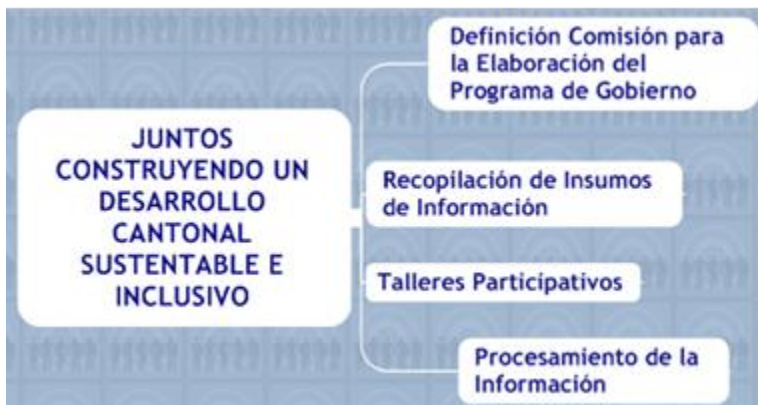 JUNTOS
CONSTRUYENDO UN
DESARROLLO
CANTONAL
SUSTENTABLE E
INCLUSIVO
Definición Comisión para
la Elaboración del
Programa de Gobierno
Recopilación de Insumos
de Información
Talleres Participativos
Procesamiento de la
Información